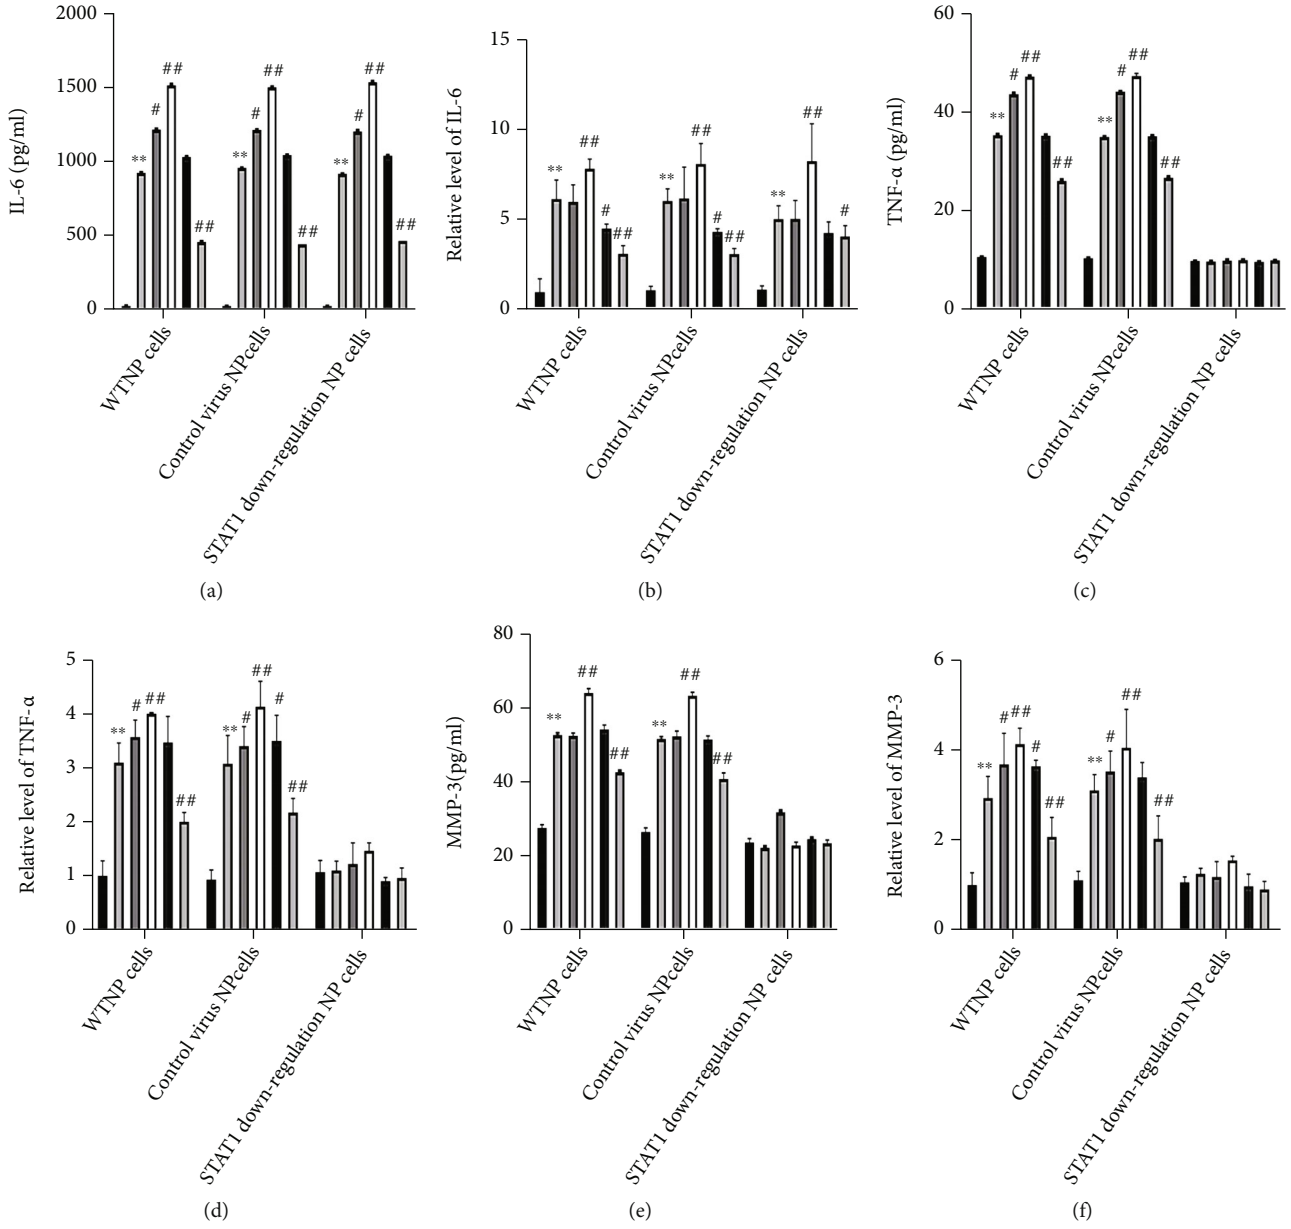 IL-6 (pg/ml)
2000
1500
1000
500
0
**
#
##
##
**
#
##
##
**
#
##
##
WTNP cells
Control virus NPcells
STAT1 down-regulation NP cells
(a)
Relative level of IL-6
15
10
5
0
**
##
#
##
**
##
#
##
**
##
#
WTNP cells
Control virus NPcells
STAT1 down-regulation NP cells
(b)
TNF-α (pg/ml)
60
40
20
0
**
#
##
##
**
#
##
##
WTNP cells
Control virus NPcells
STAT1 down-regulation NP cells
(c)
Relative level of TNF-α
5
4
3
2
1
0
**
#
##
##
**
#
##
#
##
WTNP cells
Control virus NPcells
STAT1 down-regulation NP cells
(d)
MMP-3(pg/ml)
80
60
40
20
0
**
##
##
**
##
##
WTNP cells
Control virus NPcells
STAT1 down-regulation NP cells
(e)
Relative level of MMP-3
6
4
2
0
**
#
##
#
##
**
#
##
##
WTNP cells
Control virus NPcells
STAT1 down-regulation NP cells
(f)